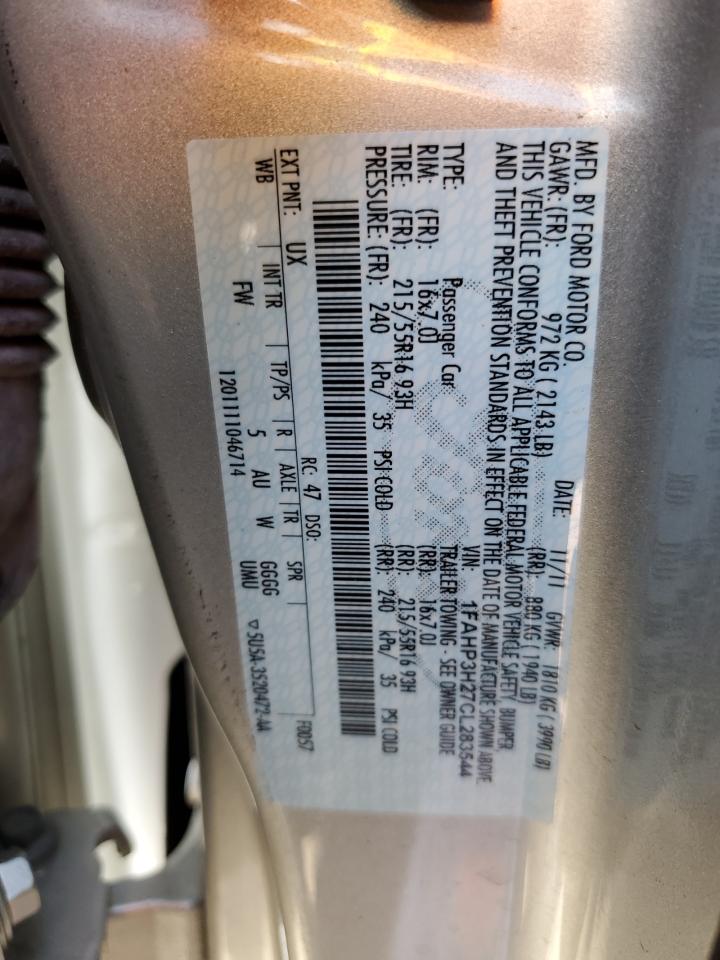 MFD. BY FORD MOTOR CO.
DATE: 11/11 GVWR: 1810 KG ( 3990 LB)
GAWR: (FR): 972 KG ( 2143 LB) (RR): 880 KG ( 1940 LB)
THIS VEHICLE CONFORMS TO ALL APPLICABLE FEDERAL MOTOR VEHICLE SAFETY, BUMPER
AND THEFT PREVENTION STANDARDS IN EFFECT ON THE DATE OF MANUFACTURE SHOWN ABOVE
VIN: 1FAHP3H27CL283544
TYPE: Passenger Car TRAILER TOWING - SEE OWNER GUIDE
RIM: (FR): 16x7.0J (RR): 16x7.0J
TIRE: (FR): 215/55R16 93H (RR): 215/55R16 93H
PRESSURE: (FR): 240 kPa/ 35 PSI COLD (RR): 240 kPa/ 35 PSI COLD
F0057
RC: 47 DSO:
EXT PNT: UX
WB INT TR TP/PS R AXLE TR SPR
FW 5 AU W GGGG
UMU
1201111046714
▽5U5A-3520472-AA